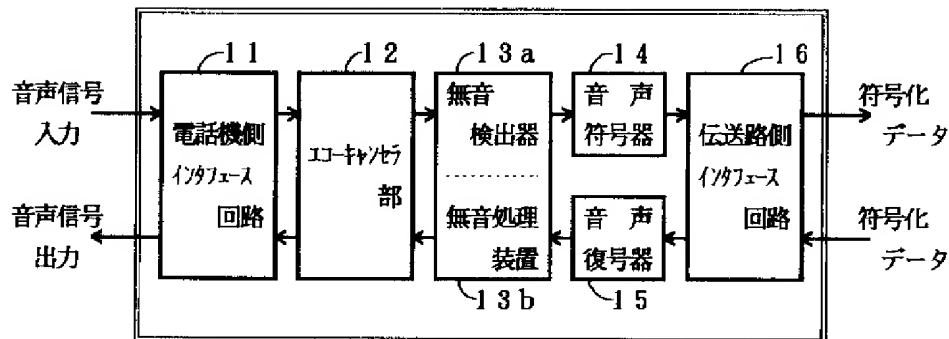 11
12
13a
14
16
音声信号
入力
電話機側
インタフェース
回路
エコーキャンセラ
部
無音
検出器
無音処理
装置
音 声
符号器
音 声
復号器
伝送路側
インタフェース
回路
符号化
データ
音声信号
出力
符号化
データ
13b
15